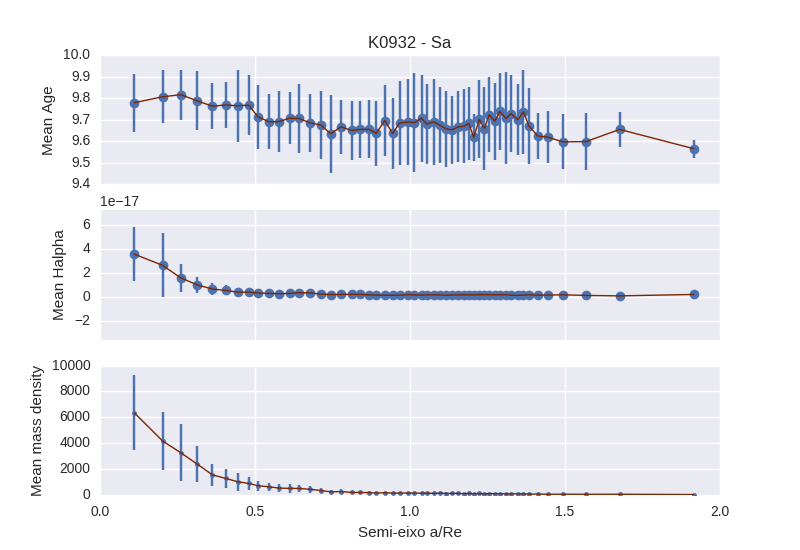 K0932 - Sa
10.0
9.9
9.8
9.7
9.6
9.5
9.4
Mean Age
1e−17
6
4
2
0
−2
Mean Halpha
10000
8000
6000
4000
2000
0
Mean mass density
0.0 0.5 1.0 1.5 2.0
Semi-eixo a/Re